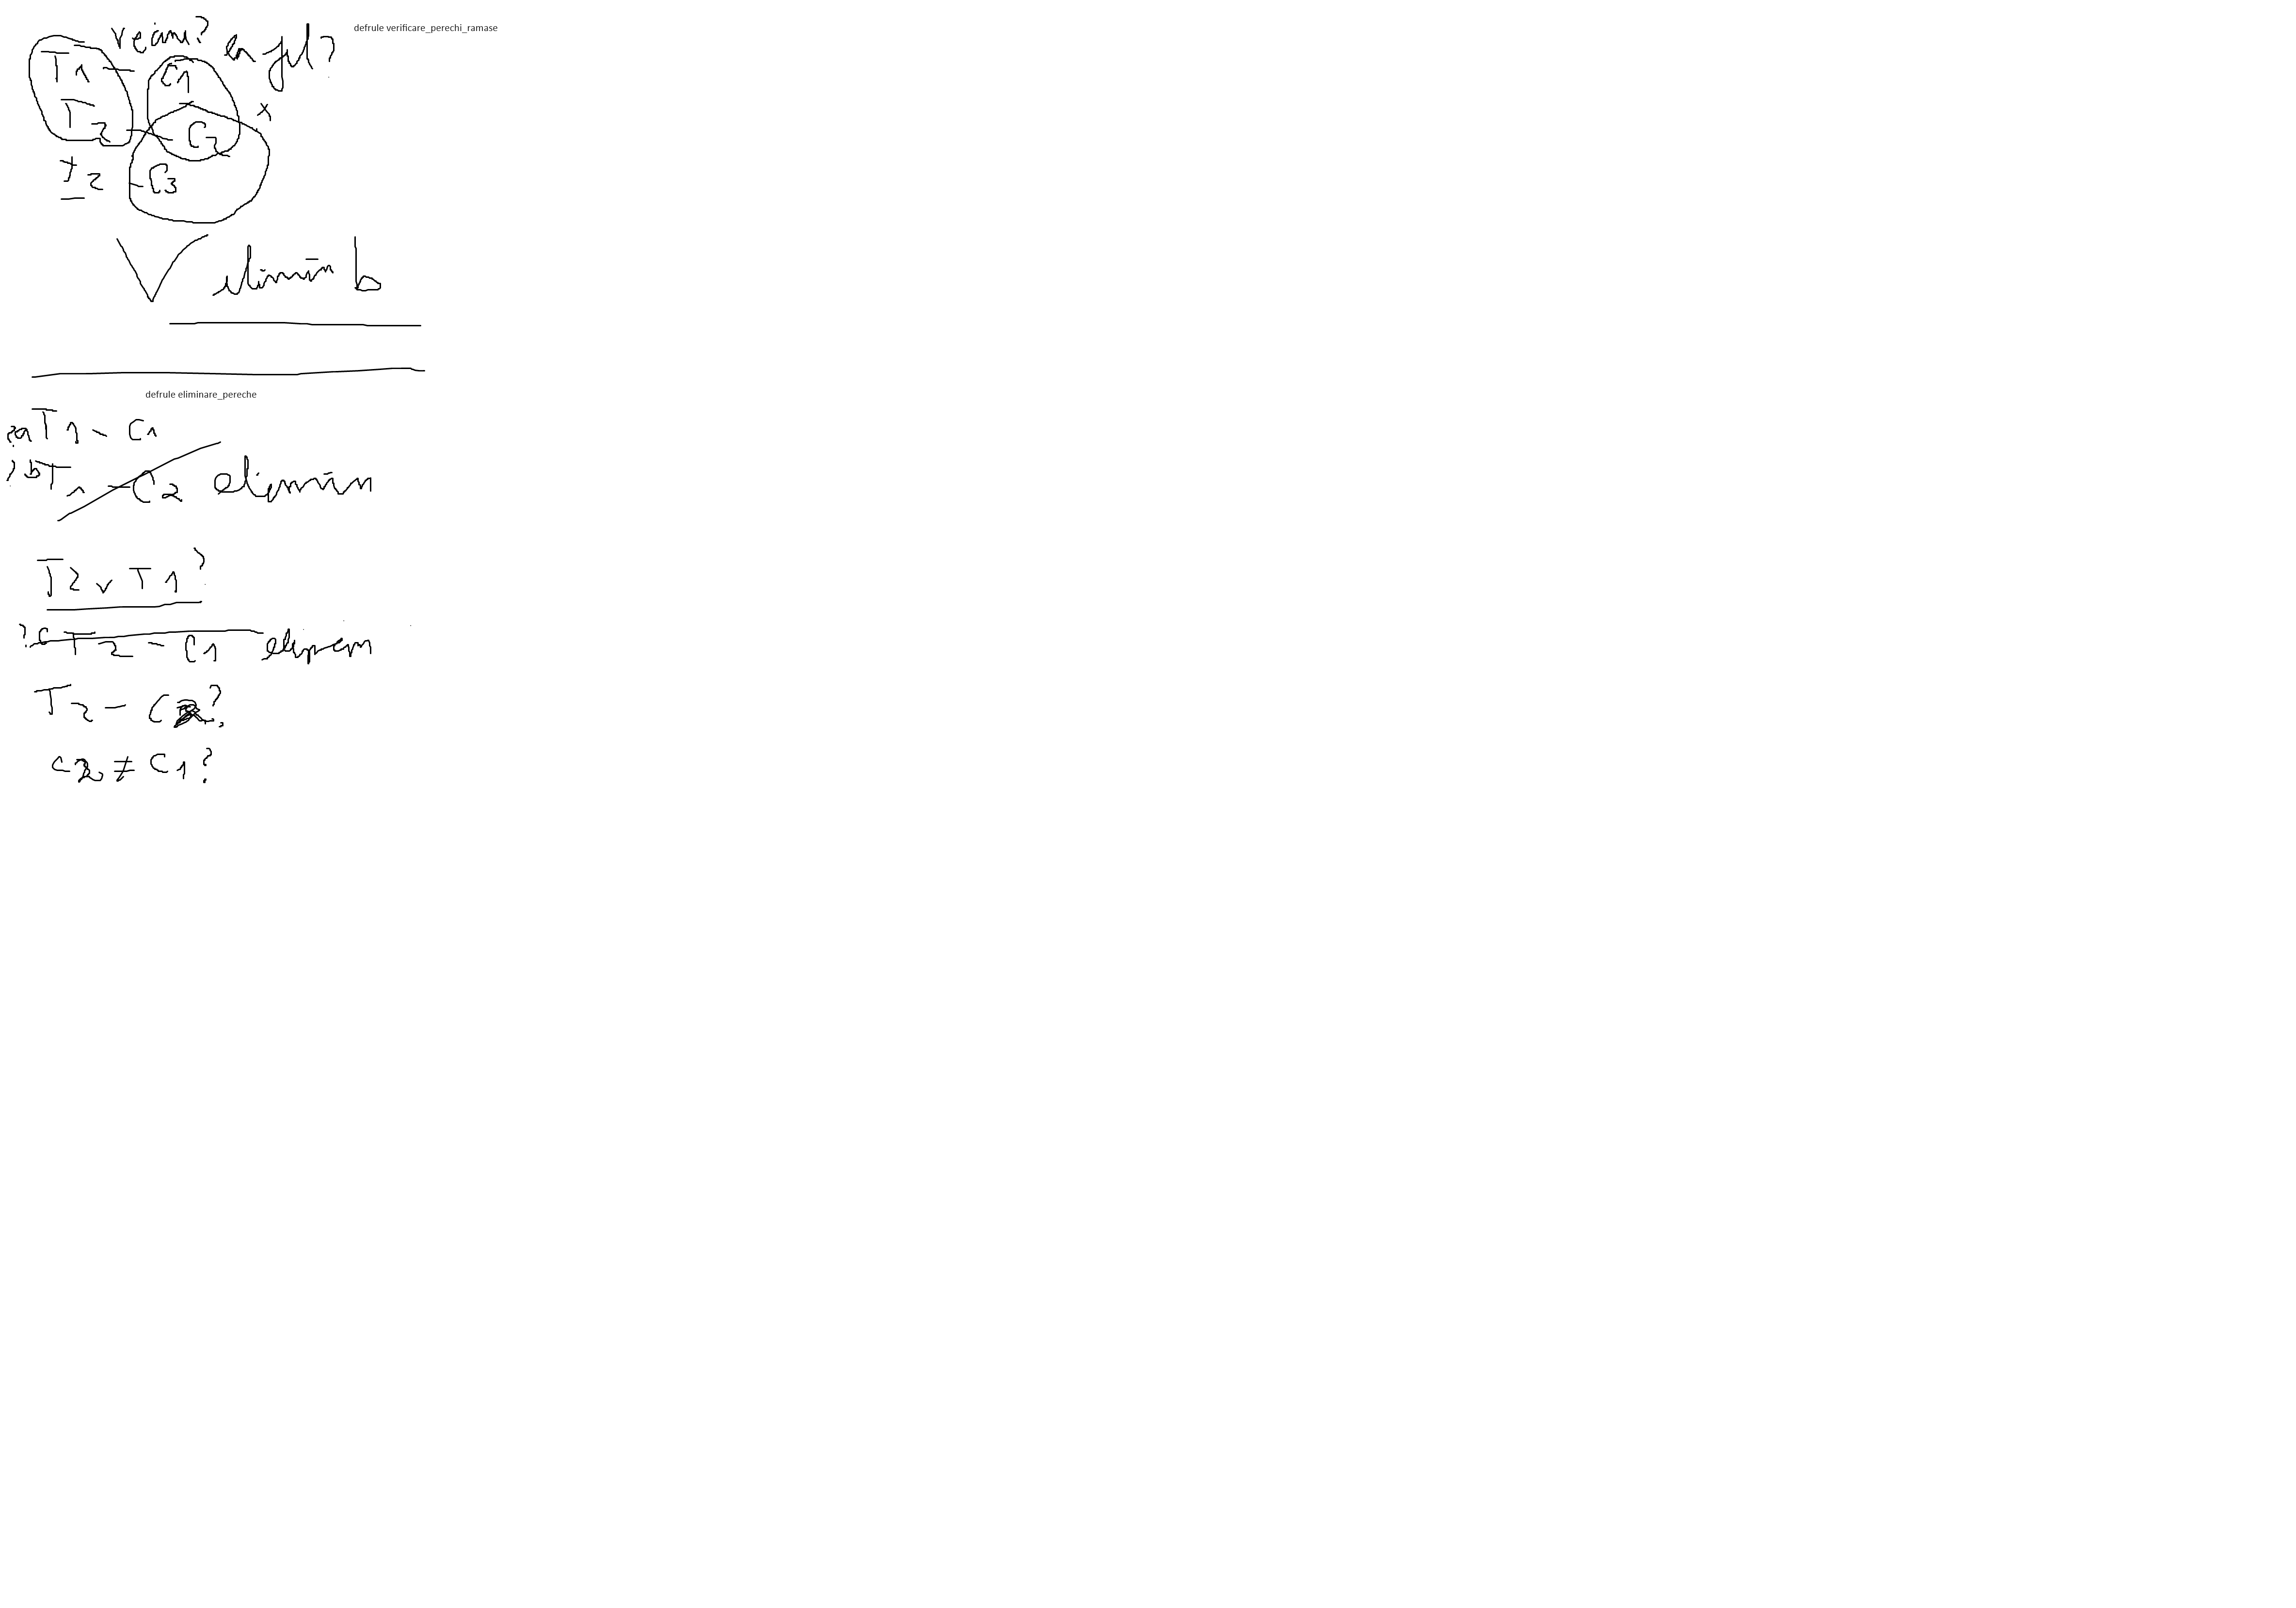 defrule verificare_perechi_ramase
vecini? la fel?
T1 - C1
T2 - C2 x
T2 - C3
elimin b
defrule eliminare_pereche
?a T1 - C1
?b T1 - C2 elimin
T2 v T1?
?c T2 - C1 elimin
T2 - C2?
C2 ≠ C1?